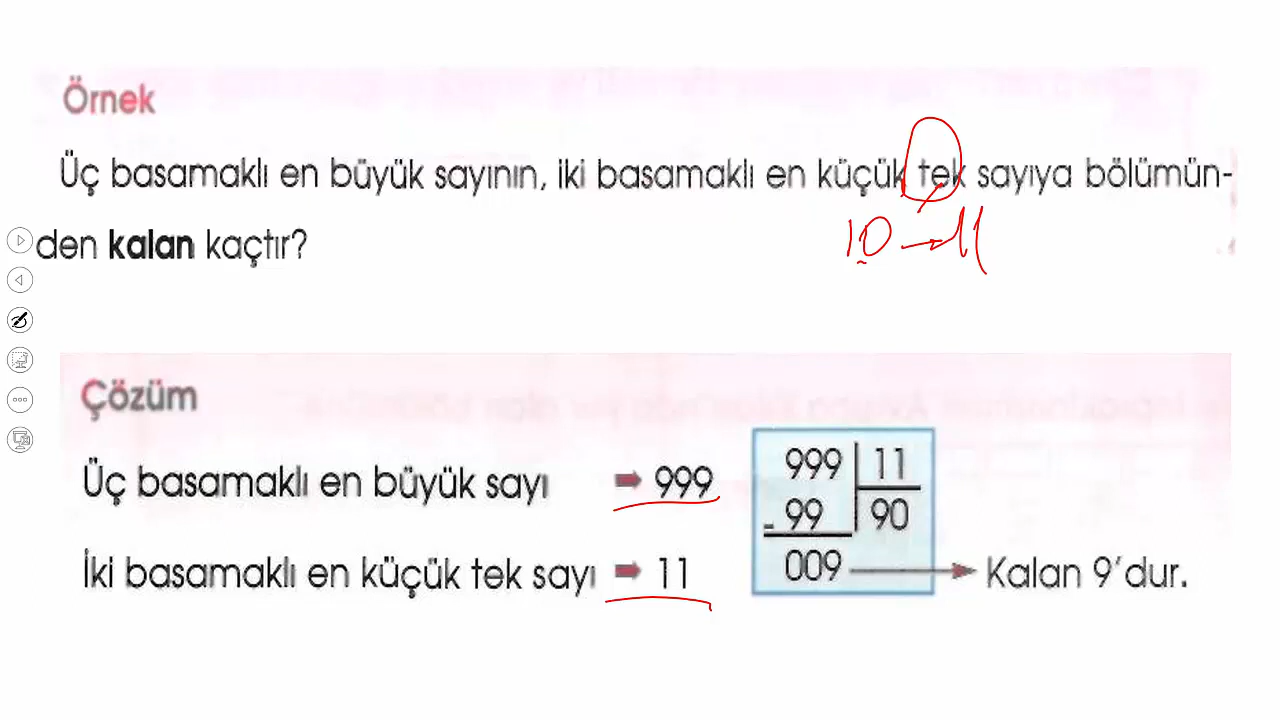 Örnek
Üç basamaklı en büyük sayının, iki basamaklı en küçük tek sayıya bölümün-
den kalan kaçtır?
10 → 11
Çözüm
Üç basamaklı en büyük sayı ➡ 999
İki basamaklı en küçük tek sayı ➡ 11
999 11
- 99 90
009 → Kalan 9'dur.